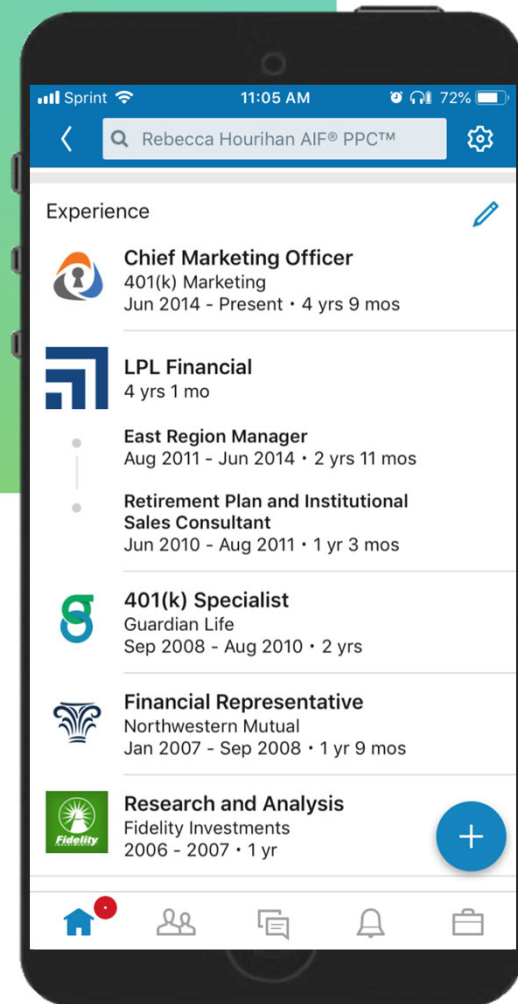 Sprint 11:05 AM 72%
Rebecca Hourihan AIF® PPC™
Experience
Chief Marketing Officer
401(k) Marketing
Jun 2014 - Present • 4 yrs 9 mos
LPL Financial
4 yrs 1 mo
East Region Manager
Aug 2011 - Jun 2014 • 2 yrs 11 mos
Retirement Plan and Institutional
Sales Consultant
Jun 2010 - Aug 2011 • 1 yr 3 mos
401(k) Specialist
Guardian Life
Sep 2008 - Aug 2010 • 2 yrs
Financial Representative
Northwestern Mutual
Jan 2007 - Sep 2008 • 1 yr 9 mos
Research and Analysis
Fidelity Investments
Fidelity
2006 - 2007 • 1 yr